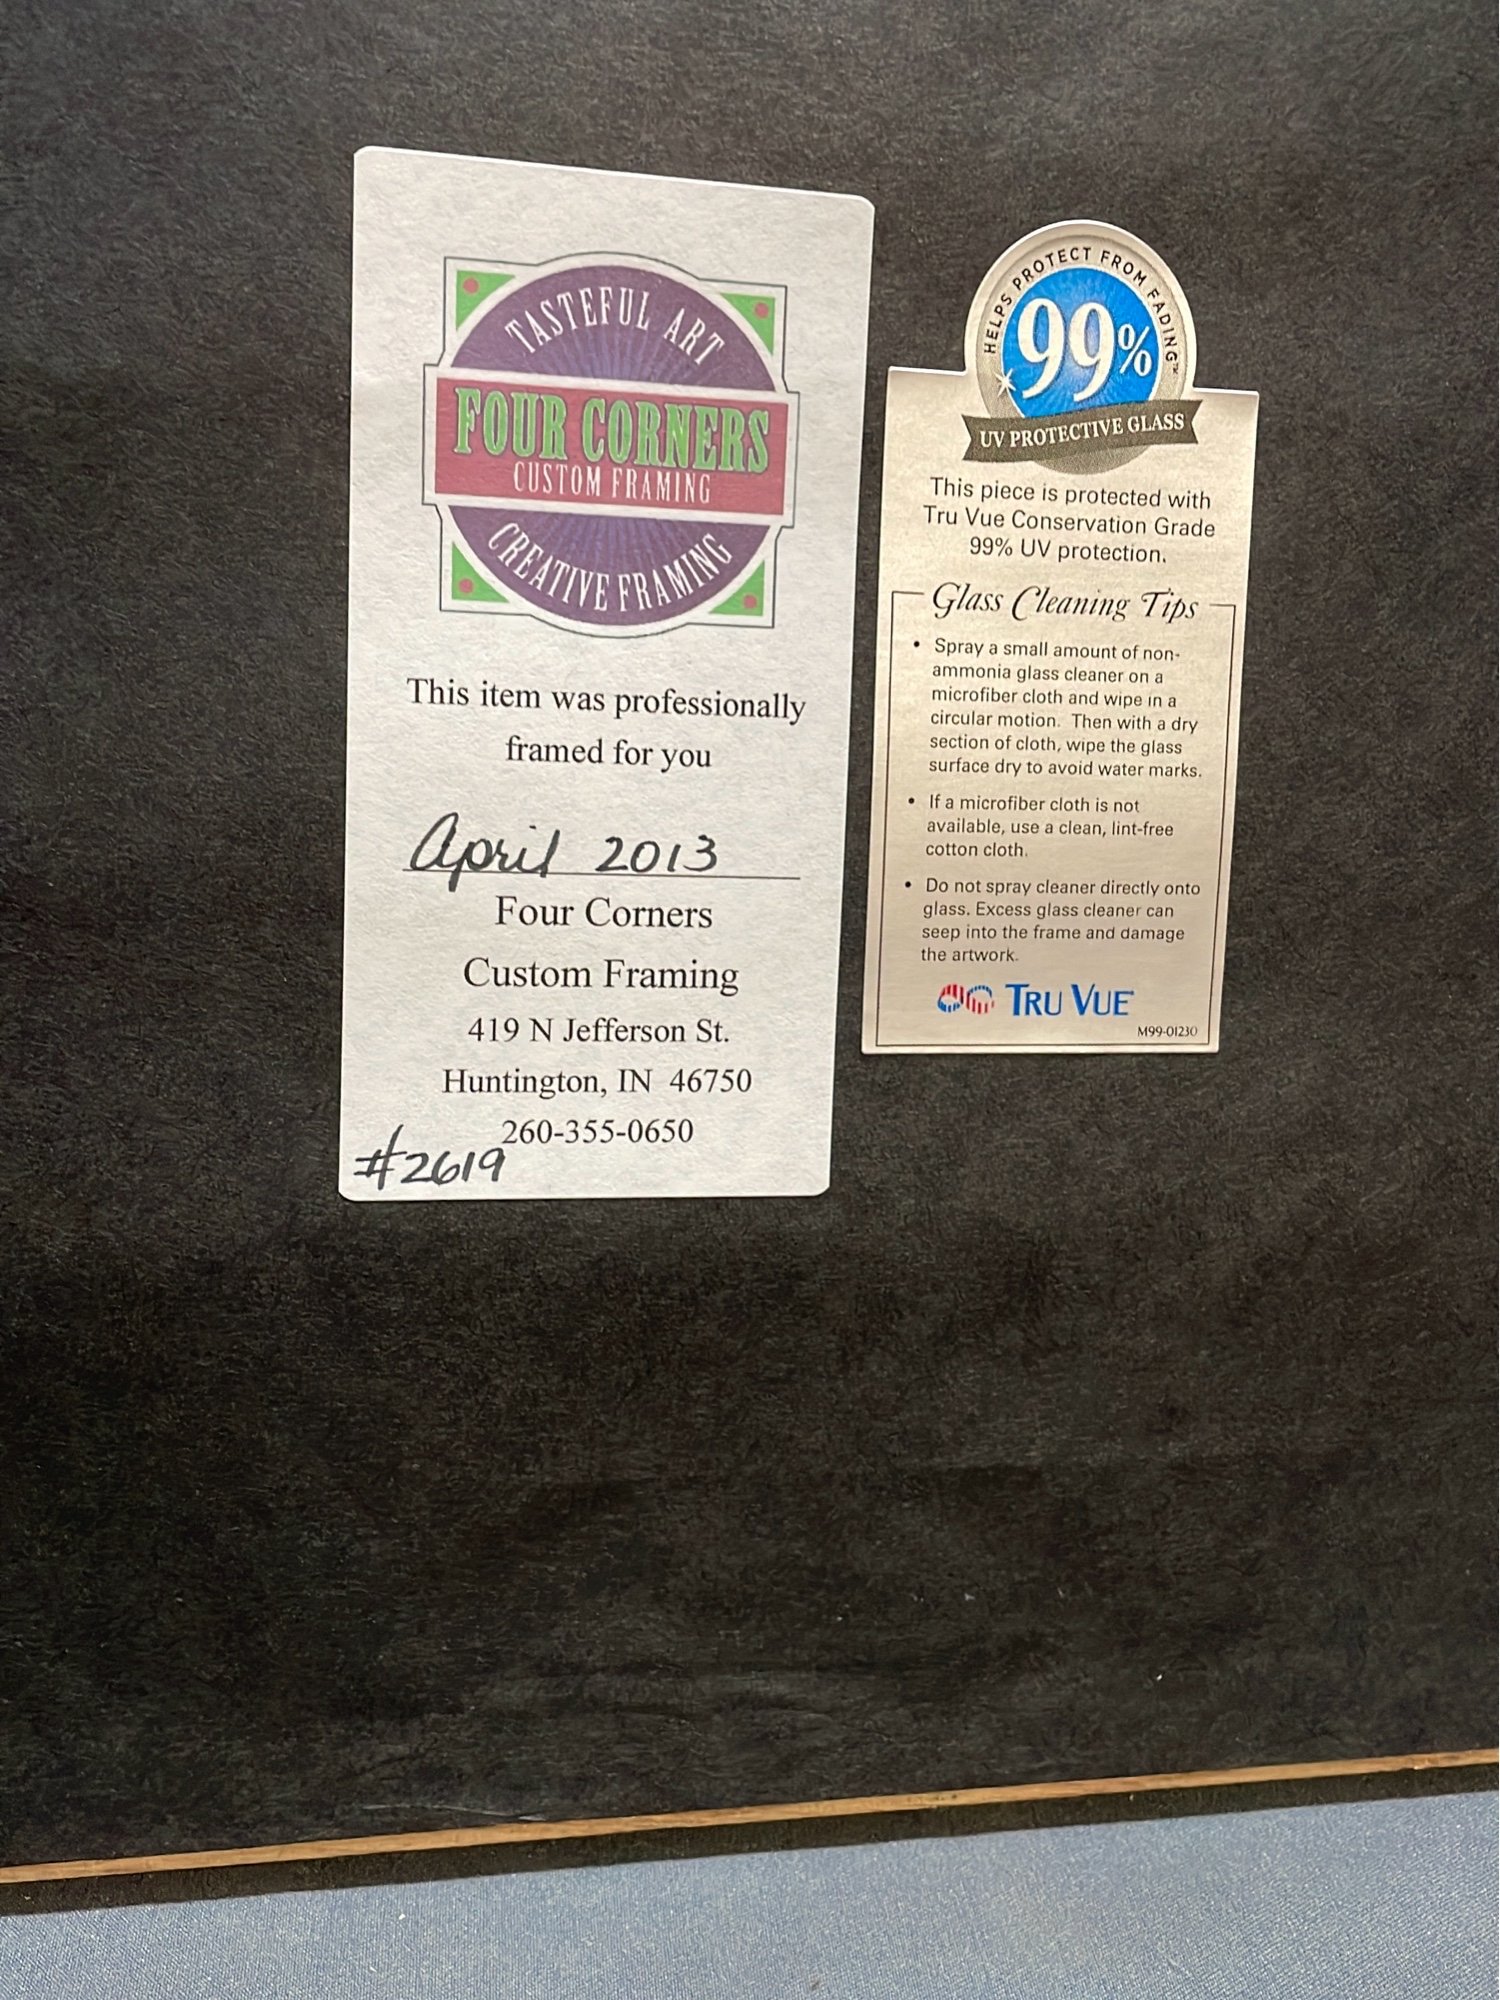 TASTEFUL ART
FOUR CORNERS
CUSTOM FRAMING
CREATIVE FRAMING
This item was professionally
framed for you
April 2013
Four Corners
Custom Framing
419 N Jefferson St.
Huntington, IN 46750
260-355-0650
#2619
HELPS PROTECT FROM FADING™
99%
UV PROTECTIVE GLASS
This piece is protected with
Tru Vue Conservation Grade
99% UV protection.
Glass Cleaning Tips
• Spray a small amount of non-
ammonia glass cleaner on a
microfiber cloth and wipe in a
circular motion. Then with a dry
section of cloth, wipe the glass
surface dry to avoid water marks.
• If a microfiber cloth is not
available, use a clean, lint-free
cotton cloth.
• Do not spray cleaner directly onto
glass. Excess glass cleaner can
seep into the frame and damage
the artwork.
TRU VUE
M99-01230